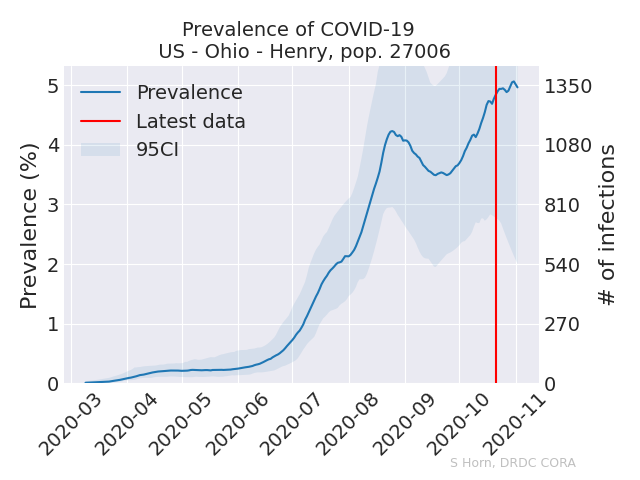 Prevalence of COVID-19
US - Ohio - Henry, pop. 27006
Prevalence
Latest data
95CI
Prevalence (%)
5
4
3
2
1
0
1350
1080
810
540
270
0
# of infections
2020-03
2020-04
2020-05
2020-06
2020-07
2020-08
2020-09
2020-10
2020-11
S Horn, DRDC CORA